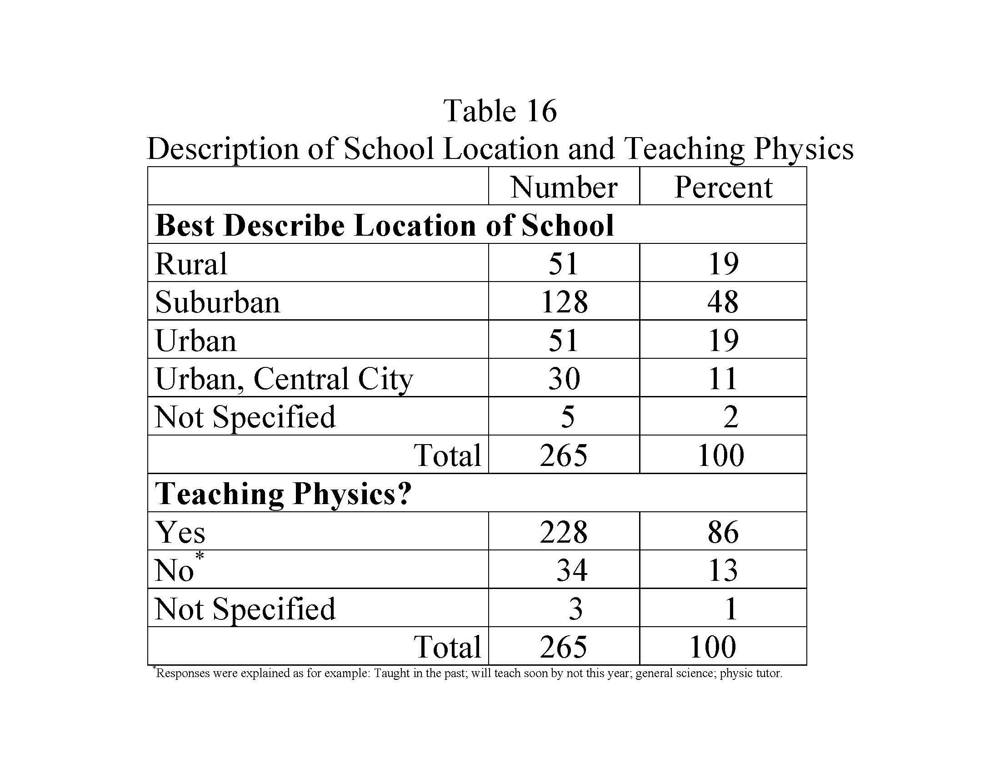 Table 16
Description of School Location and Teaching Physics
Number Percent
Best Describe Location of School
Rural 51 19
Suburban 128 48
Urban 51 19
Urban, Central City 30 11
Not Specified 5 2
Total 265 100
Teaching Physics?
Yes 228 86
No* 34 13
Not Specified 3 1
Total 265 100
*Responses were explained as for example: Taught in the past; will teach soon by not this year; general science; physic tutor.